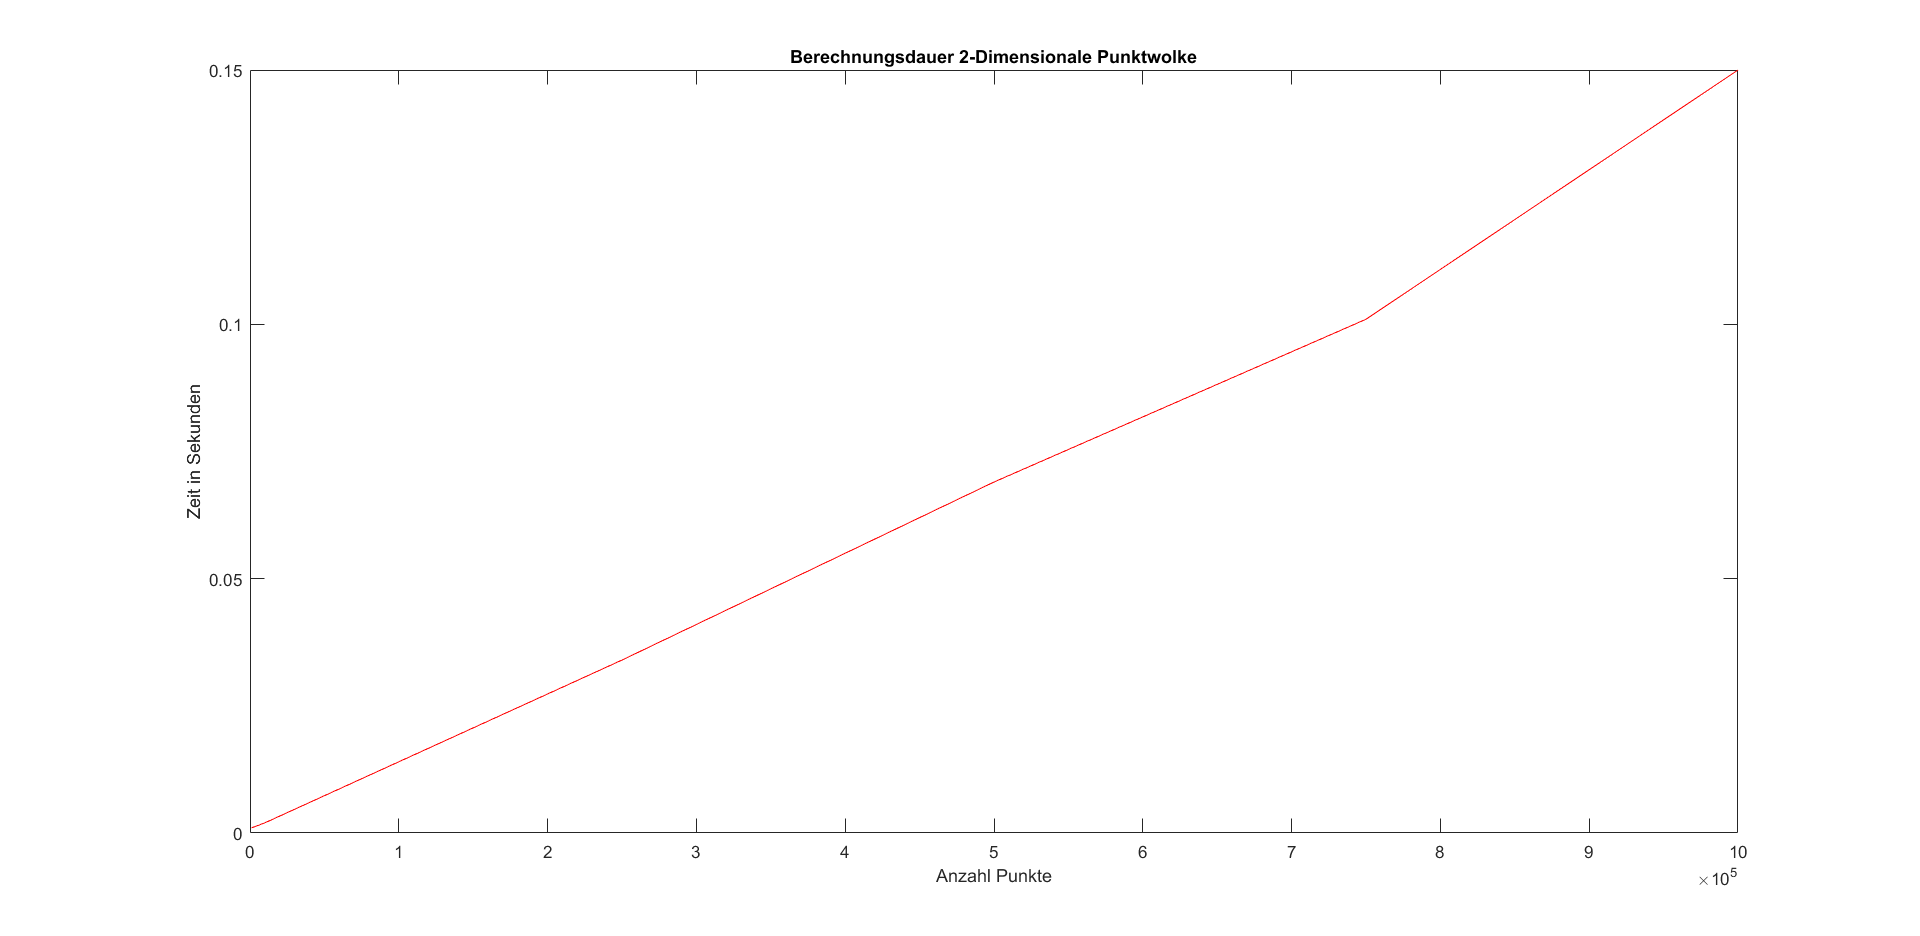 Berechnungsdauer 2-Dimensionale Punktwolke
0.15
0.1
0.05
0
Zeit in Sekunden
0 1 2 3 4 5 6 7 8 9 10
Anzahl Punkte
×10⁵